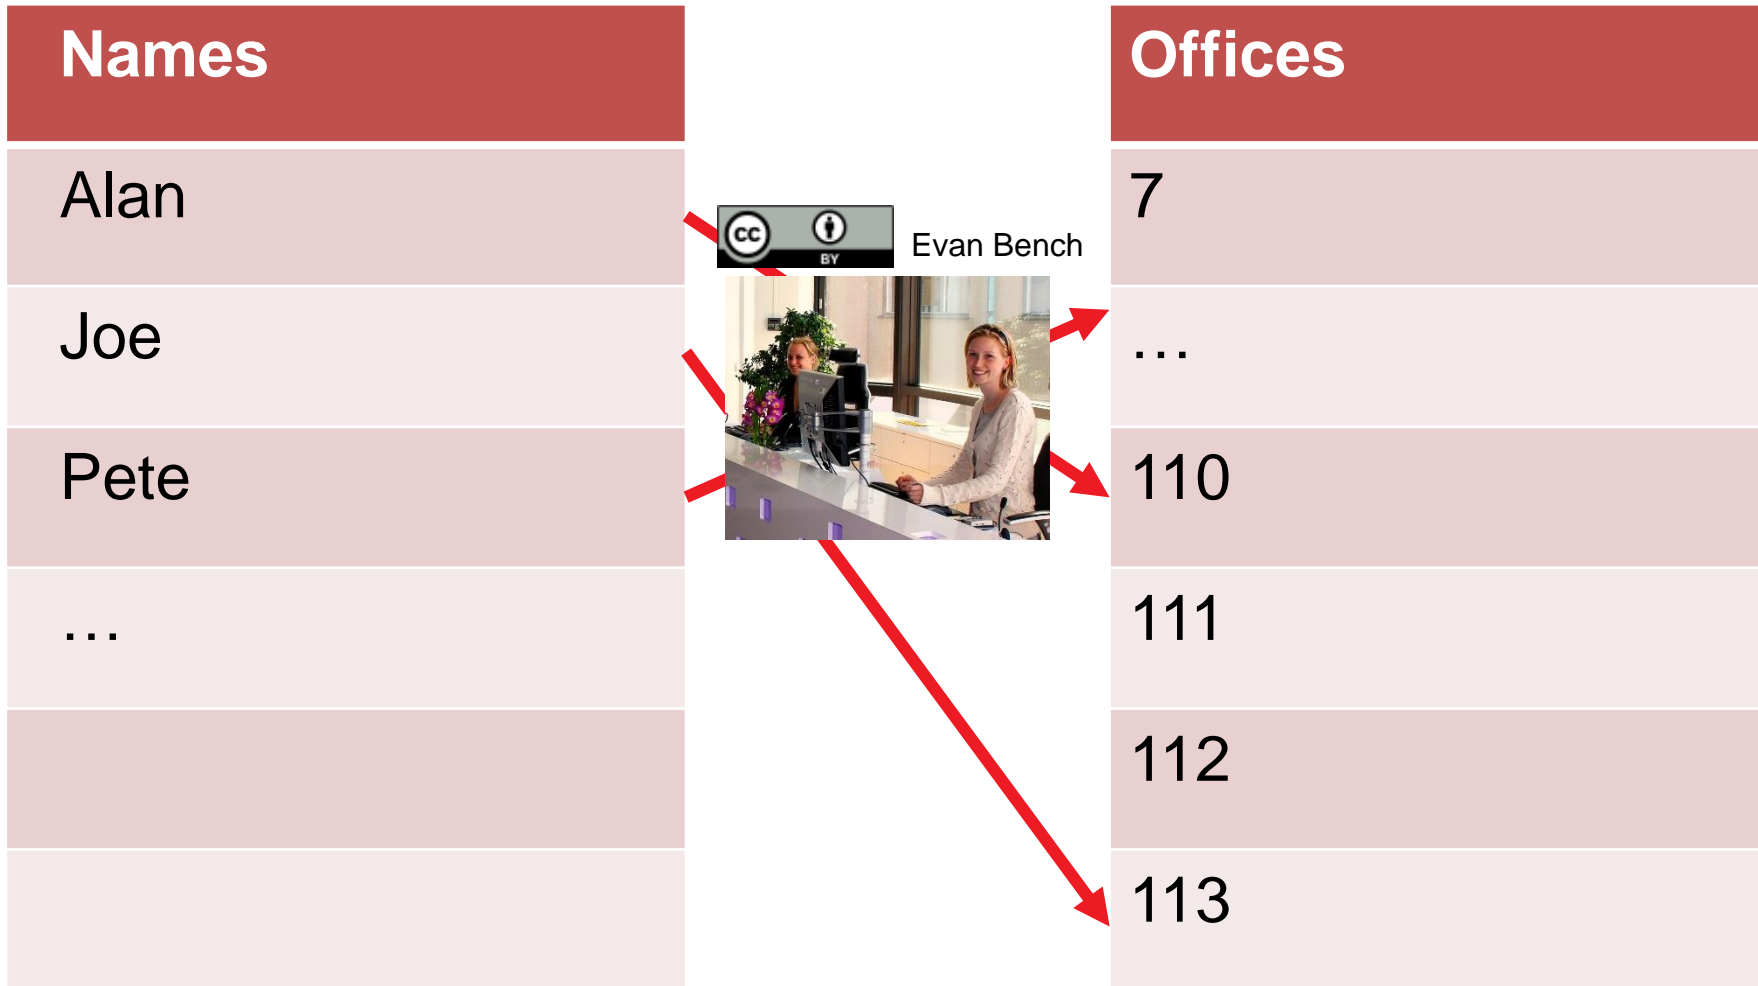 Names
Alan
Joe
Pete
…
cc
BY
Evan Bench
Offices
7
…
110
111
112
113